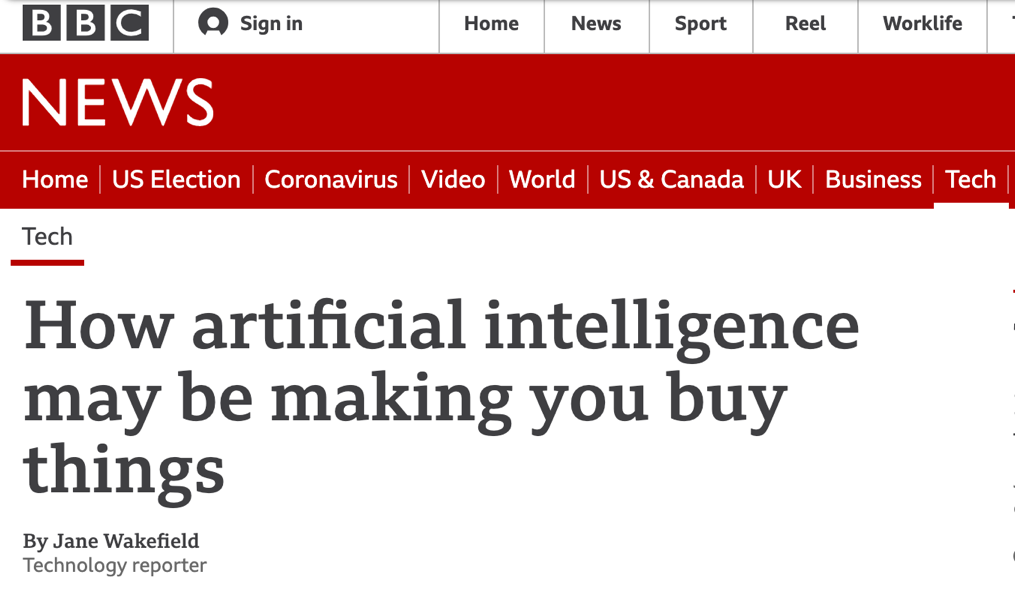 BBC Sign in Home News Sport Reel Worklife
NEWS
Home US Election Coronavirus Video World US & Canada UK Business Tech
Tech
How artificial intelligence
may be making you buy
things
By Jane Wakefield
Technology reporter